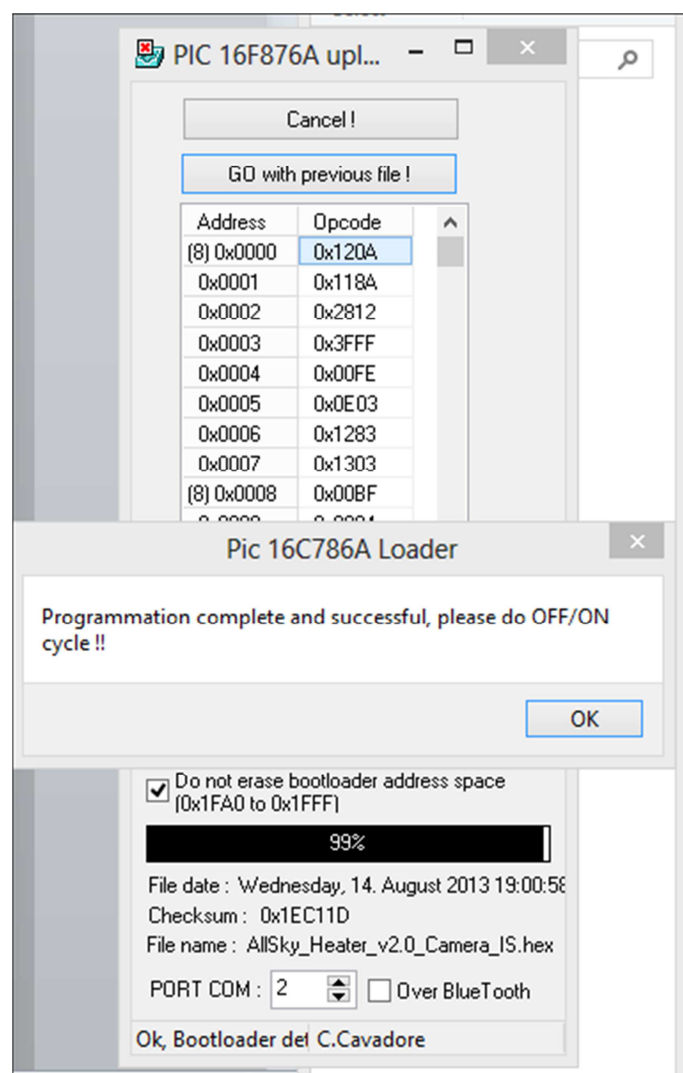 PIC 16F876A upl...
Cancel !
GO with previous file !
Address Opcode
(8) 0x0000 0x120A
0x0001 0x118A
0x0002 0x2812
0x0003 0x3FFF
0x0004 0x00FE
0x0005 0x0E03
0x0006 0x1283
0x0007 0x1303
(8) 0x0008 0x00BF
Pic 16C786A Loader
Programmation complete and successful, please do OFF/ON
cycle !!
OK
Do not erase bootloader address space
(0x1FA0 to 0x1FFF)
99%
File date : Wednesday, 14. August 2013 19:00:58
Checksum : 0x1EC11D
File name : AllSky_Heater_v2.0_Camera_IS.hex
PORT COM : 2 Over BlueTooth
Ok, Bootloader det C.Cavadore